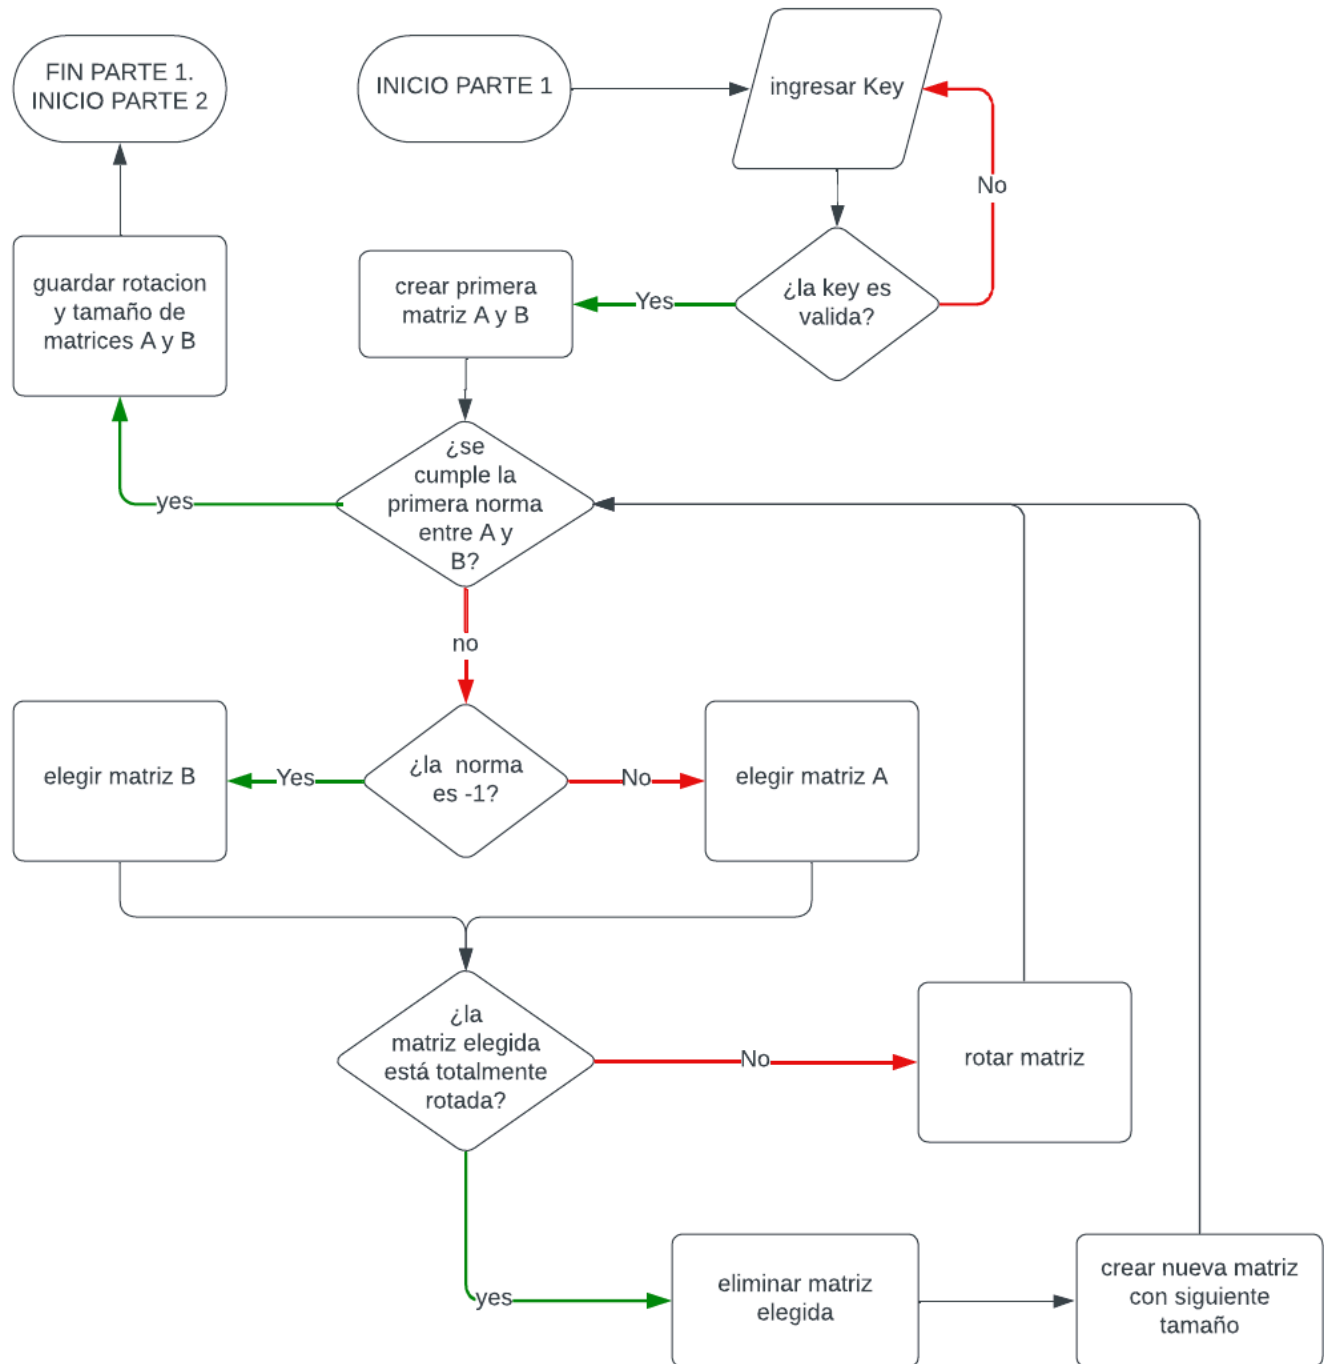 FIN PARTE 1.
INICIO PARTE 2
INICIO PARTE 1
ingresar Key
No
guardar rotacion
y tamaño de
matrices A y B
crear primera
matriz A y B
Yes
¿la key es
valida?
¿se
cumple la
primera norma
entre A y
B?
yes
no
elegir matriz B
Yes
¿la norma
es -1?
No
elegir matriz A
¿la
matriz elegida
está totalmente
rotada?
No
rotar matriz
yes
eliminar matriz
elegida
crear nueva matriz
con siguiente
tamaño